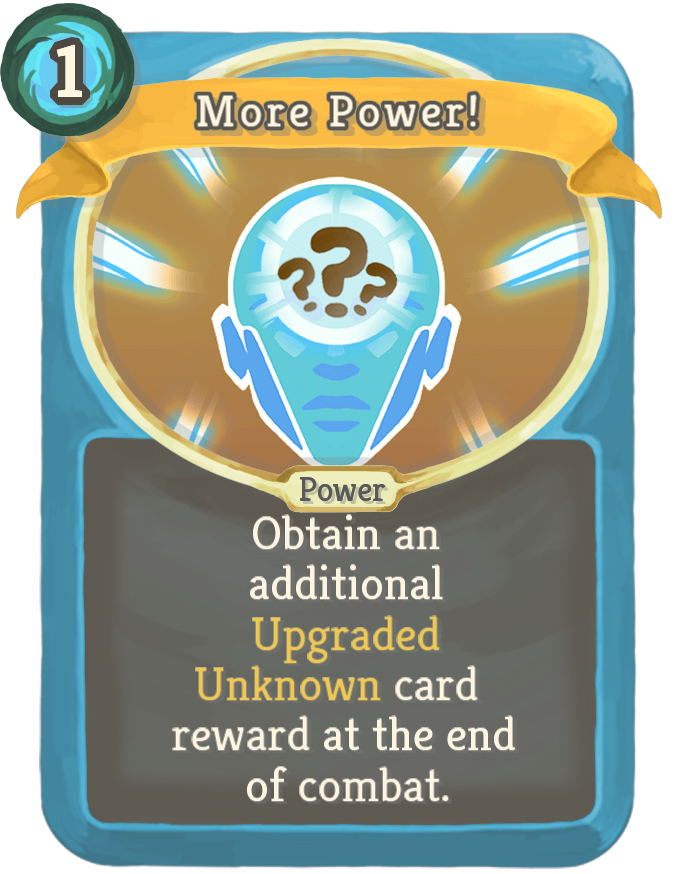 1
More Power!
???
Power
Obtain an
additional
Upgraded
Unknown card
reward at the end
of combat.